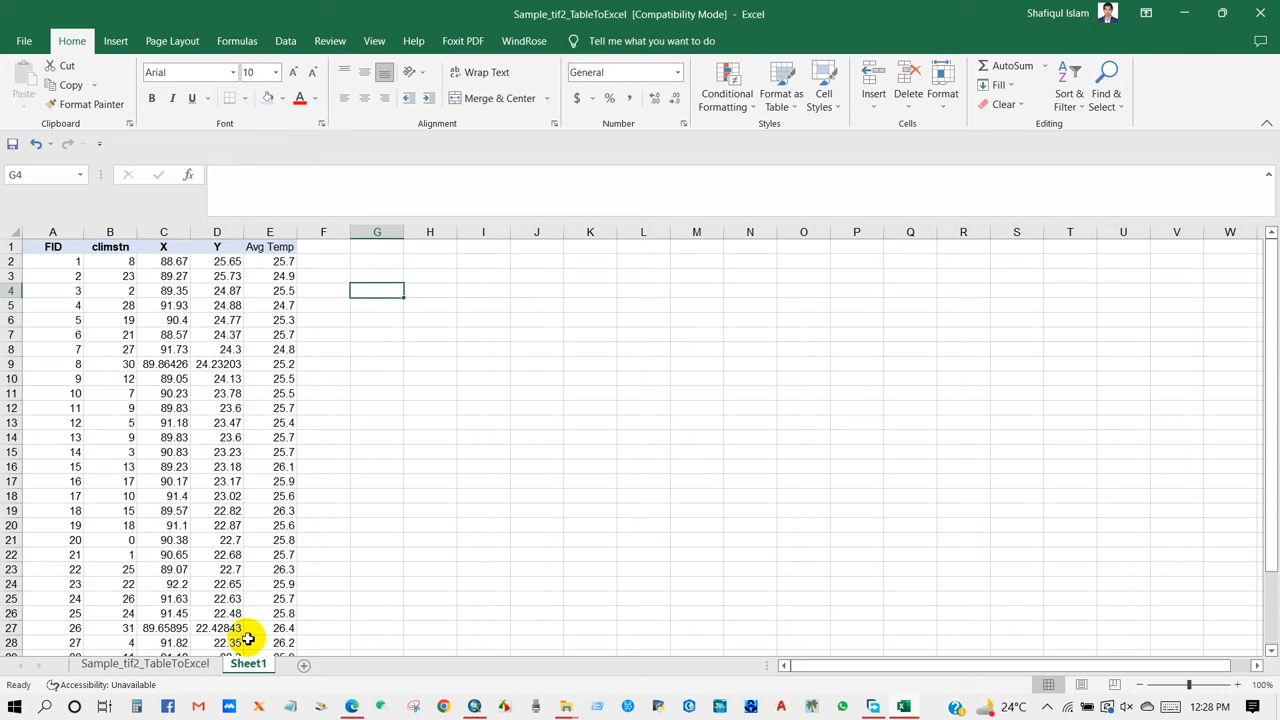 Sample_tif2_TableToExcel [Compatibility Mode] - Excel
Shafiqul Islam
File Home Insert Page Layout Formulas Data Review View Help Foxit PDF WindRose Tell me what you want to do
Paste
Cut
Copy
Format Painter
Clipboard
Arial 10
Font
Wrap Text
Merge & Center
Alignment
General
$ % ,
Number
Conditional Formatting
Format as Table
Cell Styles
Styles
Insert Delete Format
Cells
AutoSum
Fill
Clear
Sort & Filter
Find & Select
Editing
G4
A B C D E F G H I J K L M N O P Q R S T U V W
1 FID climstn X Y Avg Temp
2 1 8 88.67 25.65 25.7
3 2 23 89.27 25.73 24.9
4 3 2 89.35 24.87 25.5
5 4 28 91.93 24.88 24.7
6 5 19 90.4 24.77 25.3
7 6 21 88.57 24.37 25.7
8 7 27 91.73 24.3 24.8
9 8 30 89.86426 24.23203 25.2
10 9 12 89.05 24.13 25.5
11 10 7 90.23 23.78 25.5
12 11 9 89.83 23.6 25.7
13 12 5 91.18 23.47 25.4
14 13 9 89.83 23.6 25.7
15 14 3 90.83 23.23 25.7
16 15 13 89.23 23.18 26.1
17 16 17 90.17 23.17 25.9
18 17 10 91.4 23.02 25.6
19 18 15 89.57 22.82 26.3
20 19 18 91.1 22.87 25.6
21 20 0 90.38 22.7 25.8
22 21 1 90.65 22.68 25.7
23 22 25 89.07 22.7 26.3
24 23 22 92.2 22.65 25.9
25 24 26 91.63 22.63 25.7
26 25 24 91.45 22.48 25.8
27 26 31 89.65895 22.42843 26.4
28 27 4 91.82 22.35 26.2
Sample_tif2_TableToExcel Sheet1
Ready Accessibility: Unavailable 100%
24°C 12:28 PM